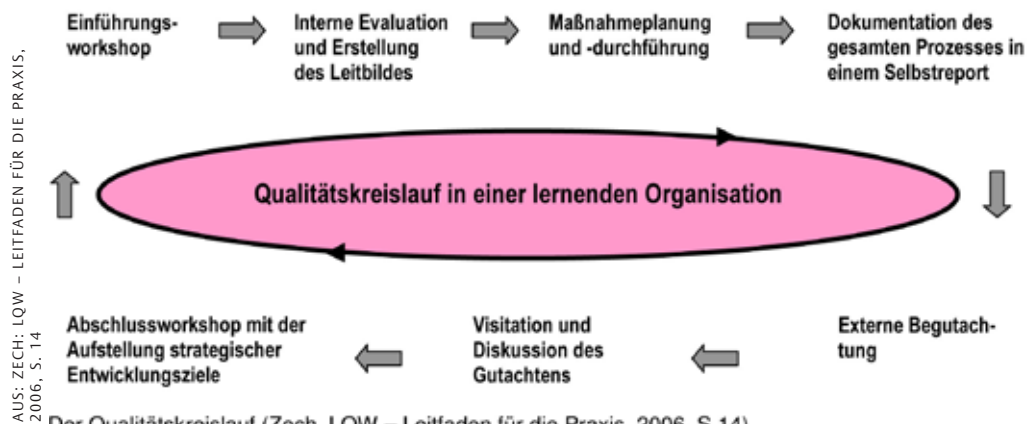 Einführungs-
workshop
Interne Evaluation
und Erstellung
des Leitbildes
Maßnahmeplanung
und -durchführung
Dokumentation des
gesamten Prozesses in
einem Selbstreport
Qualitätskreislauf in einer lernenden Organisation
Externe Begutach-
tung
Visitation und
Diskussion des
Gutachtens
Abschlussworkshop mit der
Aufstellung strategischer
Entwicklungsziele
AUS: ZECH: LQW – LEITFADEN FÜR DIE PRAXIS,
2006, S. 14
Der Qualitätskreislauf (Zech, LQW – Leitfaden für die Praxis, 2006, S.14)